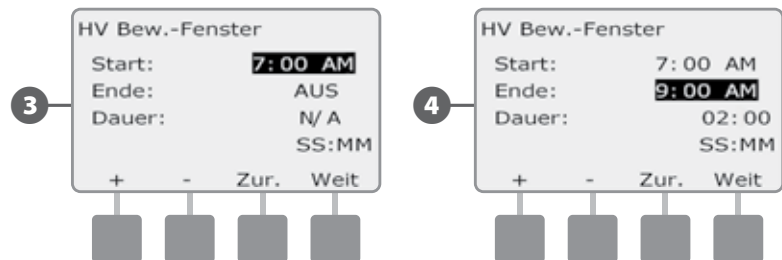 3
HV Bew.-Fenster
Start: 7:00 AM
Ende: AUS
Dauer: N/A
SS:MM
+ - Zur. Weit
4
HV Bew.-Fenster
Start: 7:00 AM
Ende: 9:00 AM
Dauer: 02:00
SS:MM
+ - Zur. Weit